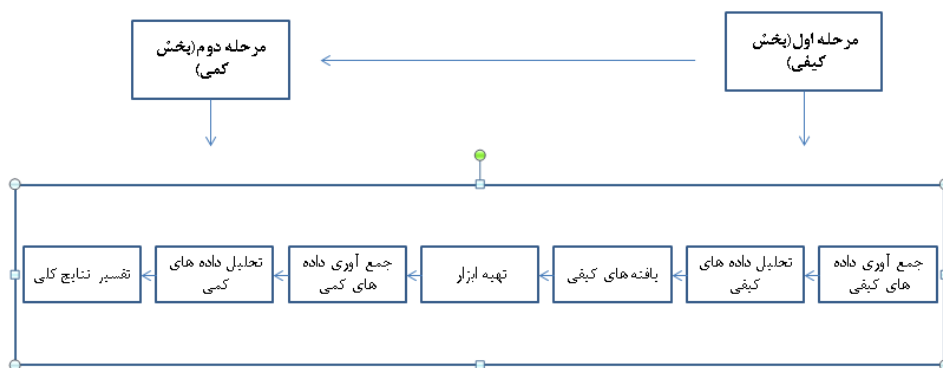 مرحله اول(بخش
کیفی)
مرحله دوم(بخش
کمی)
جمع آوری داده
های کیفی
تحلیل داده های
کیفی
یافته های کیفی
تهیه ابزار
جمع آوری داده
های کمی
تحلیل داده های
کمی
تفسیر نتایج کلی